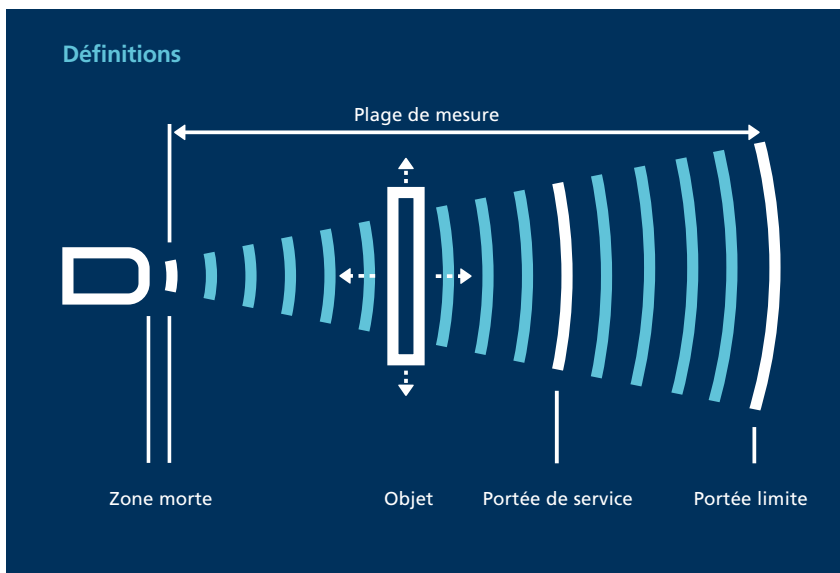 Définitions
Plage de mesure
Zone morte
Objet
Portée de service
Portée limite